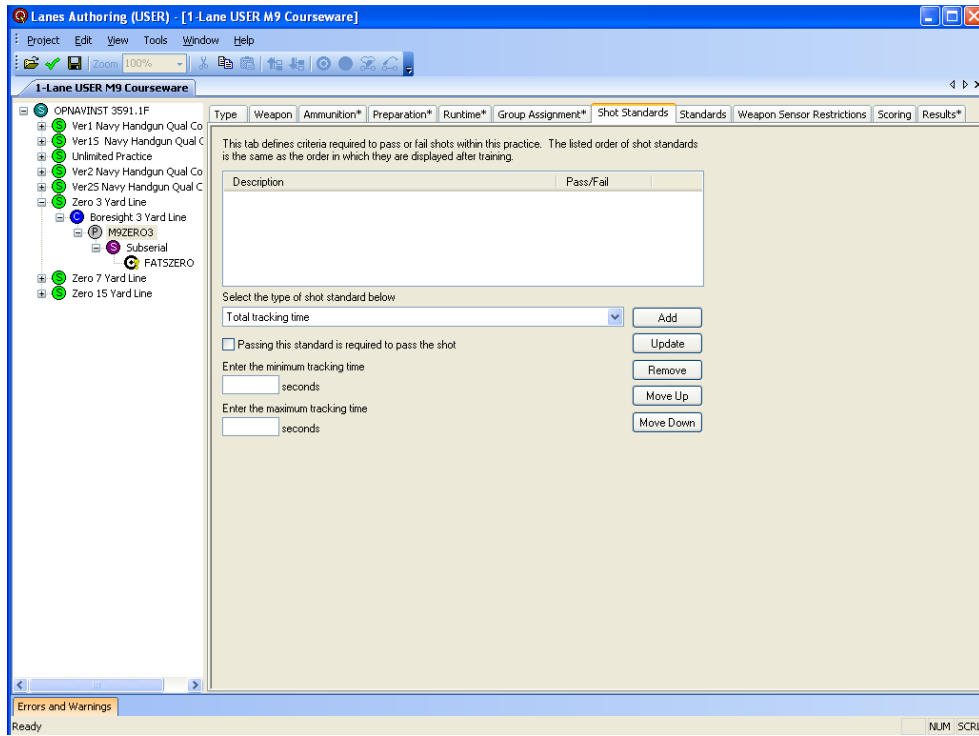 Lanes Authoring (USER) - [1-Lane USER M9 Courseware]
Project Edit View Tools Window Help
Zoom 100%
1-Lane USER M9 Courseware
OPNAVINST 3591.1F
Ver1 Navy Handgun Qual Co
Ver1S Navy Handgun Qual C
Unlimited Practice
Ver2 Navy Handgun Qual Co
Ver2S Navy Handgun Qual C
Zero 3 Yard Line
C Boresight 3 Yard Line
P M9ZERO3
S Subserial
FATSZERO
Zero 7 Yard Line
Zero 15 Yard Line
Type Weapon Ammunition* Preparation* Runtime* Group Assignment* Shot Standards Standards Weapon Sensor Restrictions Scoring Results*
This tab defines criteria required to pass or fail shots within this practice. The listed order of shot standards
is the same as the order in which they are displayed after training.
Description Pass/Fail
Select the type of shot standard below
Total tracking time Add
Passing this standard is required to pass the shot Update
Enter the minimum tracking time Remove
seconds Move Up
Enter the maximum tracking time
seconds Move Down
Errors and Warnings
Ready NUM SCRL